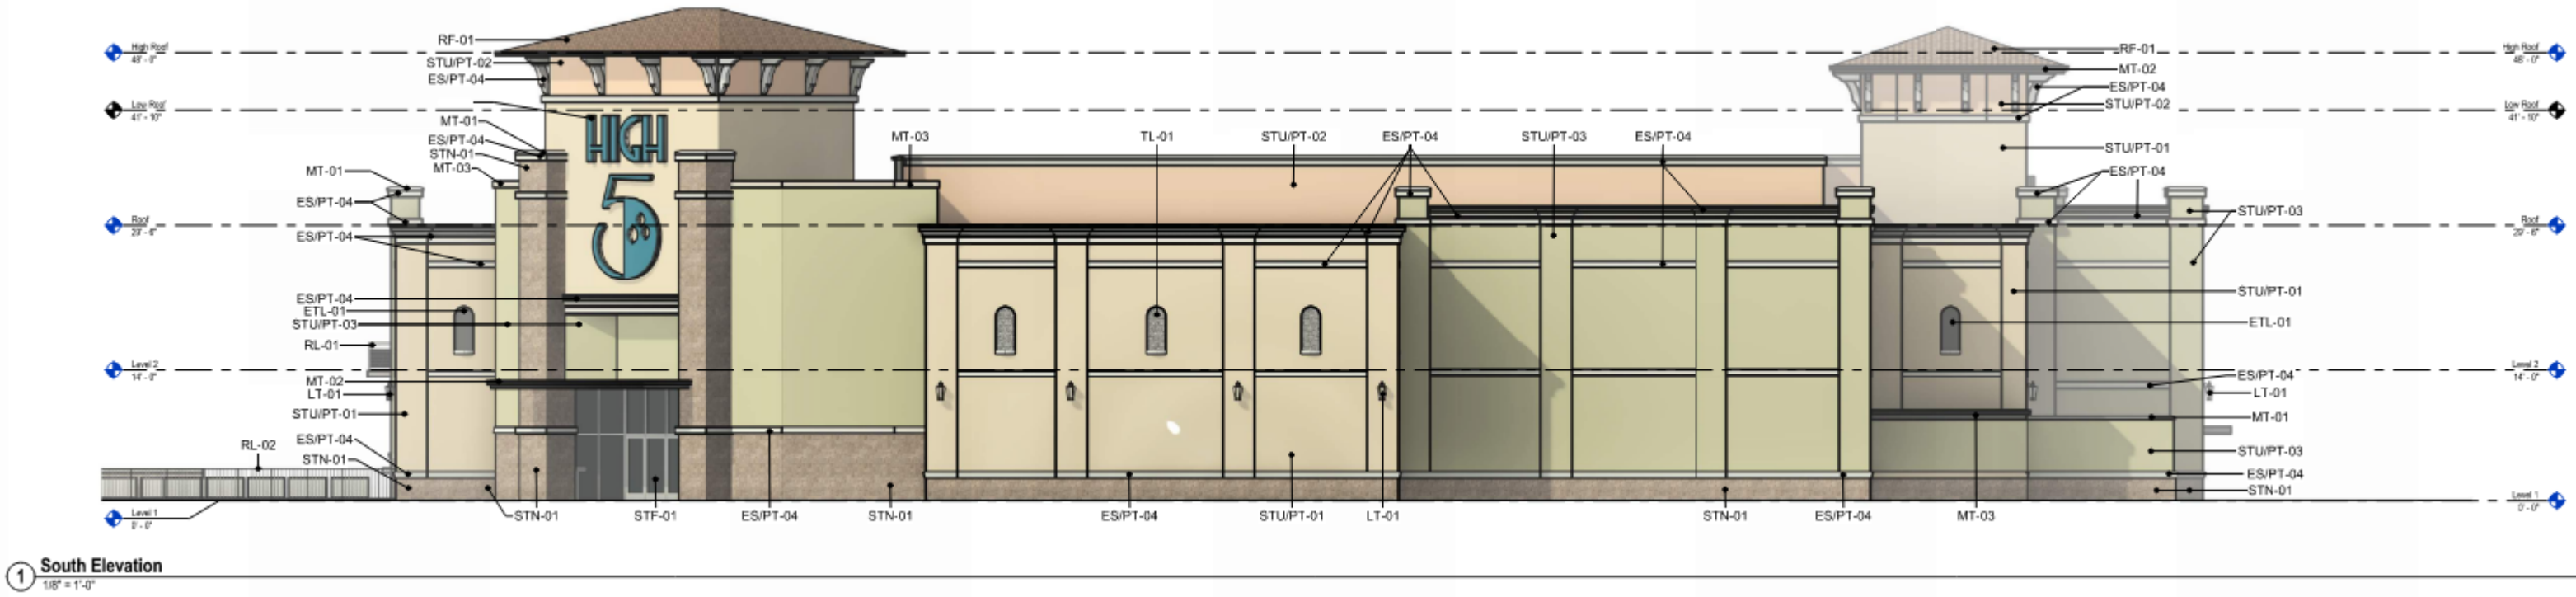 RF-01
High Roof
48' - 0"
STU/PT-02
ES/PT-04
Low Roof
41' - 10"
MT-01
ES/PT-04
STN-01
MT-03
MT-01
ES/PT-04
Roof
29' - 6"
ES/PT-04
ES/PT-04
ETL-01
STU/PT-03
RL-01
Level 2
14' - 0"
MT-02
LT-01
STU/PT-01
ES/PT-04
RL-02
STN-01
Level 1
0' - 0"
HIGH
5
MT-03
TL-01
STU/PT-02
ES/PT-04
STU/PT-03
ES/PT-04
STN-01
STF-01
ES/PT-04
STN-01
ES/PT-04
STU/PT-01
LT-01
STN-01
ES/PT-04
MT-03
RF-01
High Roof
48' - 0"
MT-02
ES/PT-04
STU/PT-02
Low Roof
41' - 10"
STU/PT-01
ES/PT-04
STU/PT-03
Roof
29' - 6"
STU/PT-01
ETL-01
Level 2
14' - 0"
ES/PT-04
LT-01
MT-01
STU/PT-03
ES/PT-04
STN-01
Level 1
0' - 0"
1 South Elevation
1/8" = 1'-0"